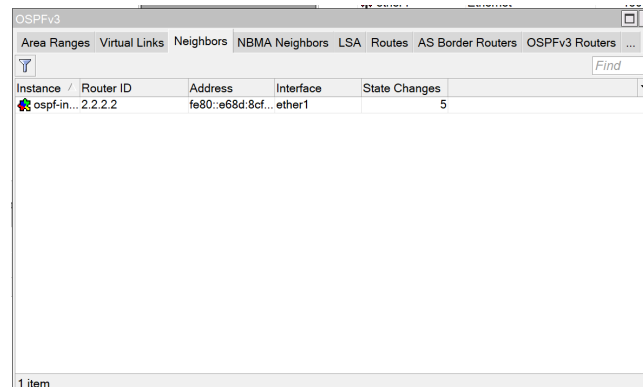 OSPFv3
Area Ranges Virtual Links Neighbors NBMA Neighbors LSA Routes AS Border Routers OSPFv3 Routers ...
Find
Instance Router ID Address Interface State Changes
ospf-in... 2.2.2.2 fe80::e68d:8cf... ether1 5
1 item